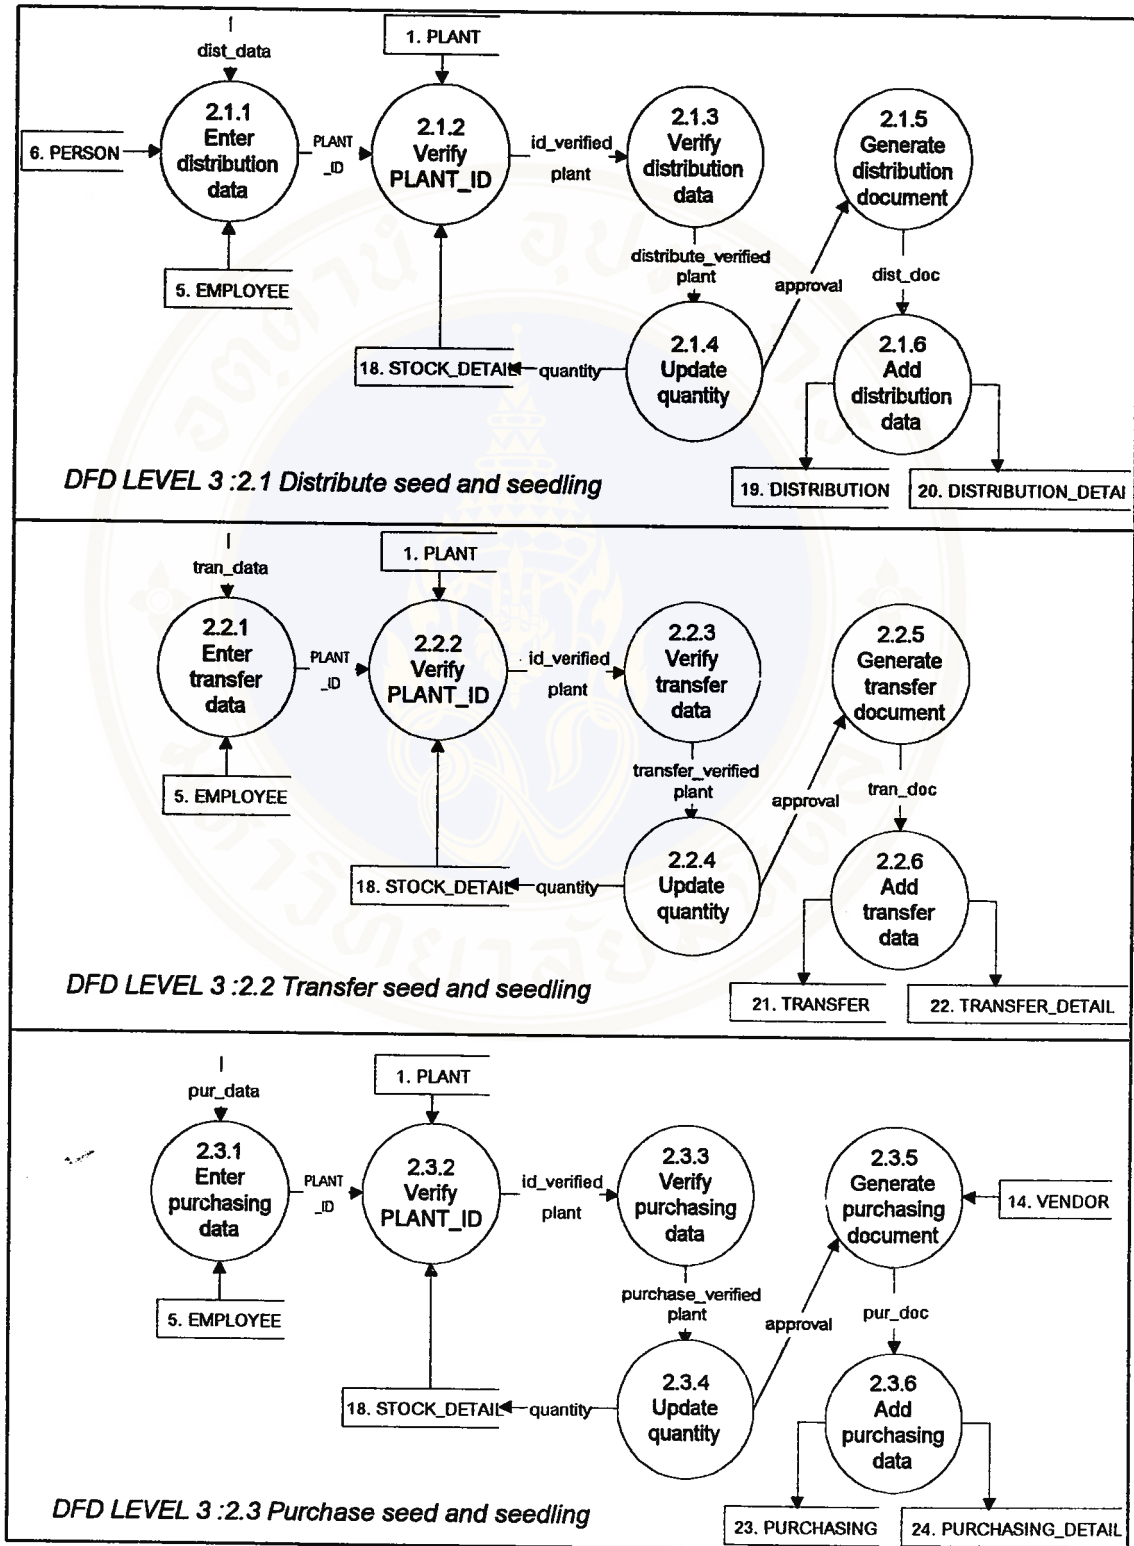 dist_data
1. PLANT
6. PERSON
2.1.1
Enter
distribution
data
PLANT
_ID
2.1.2
Verify
PLANT_ID
id_verified
plant
2.1.3
Verify
distribution
data
2.1.5
Generate
distribution
document
5. EMPLOYEE
distribute_verified
plant
approval
dist_doc
18. STOCK_DETAIL
quantity
2.1.4
Update
quantity
2.1.6
Add
distribution
data
DFD LEVEL 3 :2.1 Distribute seed and seedling
19. DISTRIBUTION
20. DISTRIBUTION_DETAI
tran_data
1. PLANT
2.2.1
Enter
transfer
data
PLANT
_ID
2.2.2
Verify
PLANT_ID
id_verified
plant
2.2.3
Verify
transfer
data
2.2.5
Generate
transfer
document
5. EMPLOYEE
transfer_verified
plant
approval
tran_doc
18. STOCK_DETAIL
quantity
2.2.4
Update
quantity
2.2.6
Add
transfer
data
DFD LEVEL 3 :2.2 Transfer seed and seedling
21. TRANSFER
22. TRANSFER_DETAIL
pur_data
1. PLANT
2.3.1
Enter
purchasing
data
PLANT
_ID
2.3.2
Verify
PLANT_ID
id_verified
plant
2.3.3
Verify
purchasing
data
2.3.5
Generate
purchasing
document
14. VENDOR
5. EMPLOYEE
purchase_verified
plant
approval
pur_doc
18. STOCK_DETAIL
quantity
2.3.4
Update
quantity
2.3.6
Add
purchasing
data
DFD LEVEL 3 :2.3 Purchase seed and seedling
23. PURCHASING
24. PURCHASING_DETAIL